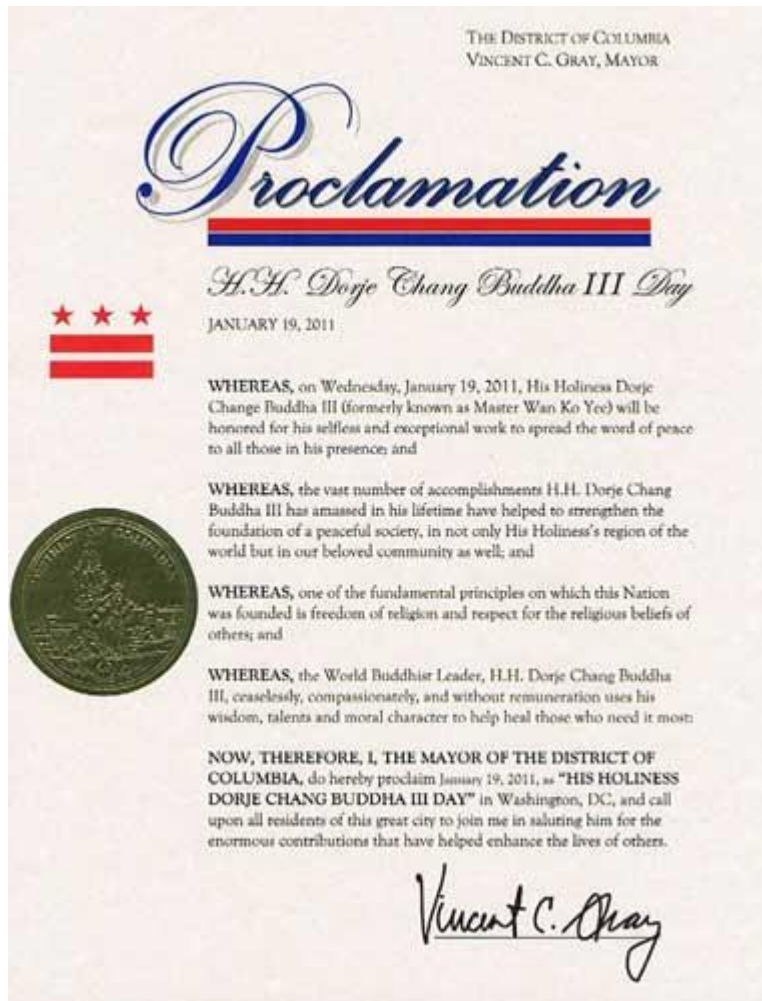 THE DISTRICT OF COLUMBIA
VINCENT C. GRAY, MAYOR
Proclamation
H.H. Dorje Chang Buddha III Day
JANUARY 19, 2011
WHEREAS, on Wednesday, January 19, 2011, His Holiness Dorje
Change Buddha III (formerly known as Master Wan Ko Yee) will be
honored for his selfless and exceptional work to spread the word of peace
to all those in his presence; and
WHEREAS, the vast number of accomplishments H.H. Dorje Chang
Buddha III has amassed in his lifetime have helped to strengthen the
foundation of a peaceful society, in not only His Holiness's region of the
world but in our beloved community as well; and
WHEREAS, one of the fundamental principles on which this Nation
was founded is freedom of religion and respect for the religious beliefs of
others; and
WHEREAS, the World Buddhist Leader, H.H. Dorje Chang Buddha
III, ceaselessly, compassionately, and without remuneration uses his
wisdom, talents and moral character to help heal those who need it most:
NOW, THEREFORE, I, THE MAYOR OF THE DISTRICT OF
COLUMBIA, do hereby proclaim January 19, 2011, as "HIS HOLINESS
DORJE CHANG BUDDHA III DAY" in Washington, DC, and call
upon all residents of this great city to join me in saluting him for the
enormous contributions that have helped enhance the lives of others.
Vincent C. Gray
DISTRICT OF COLUMBIA